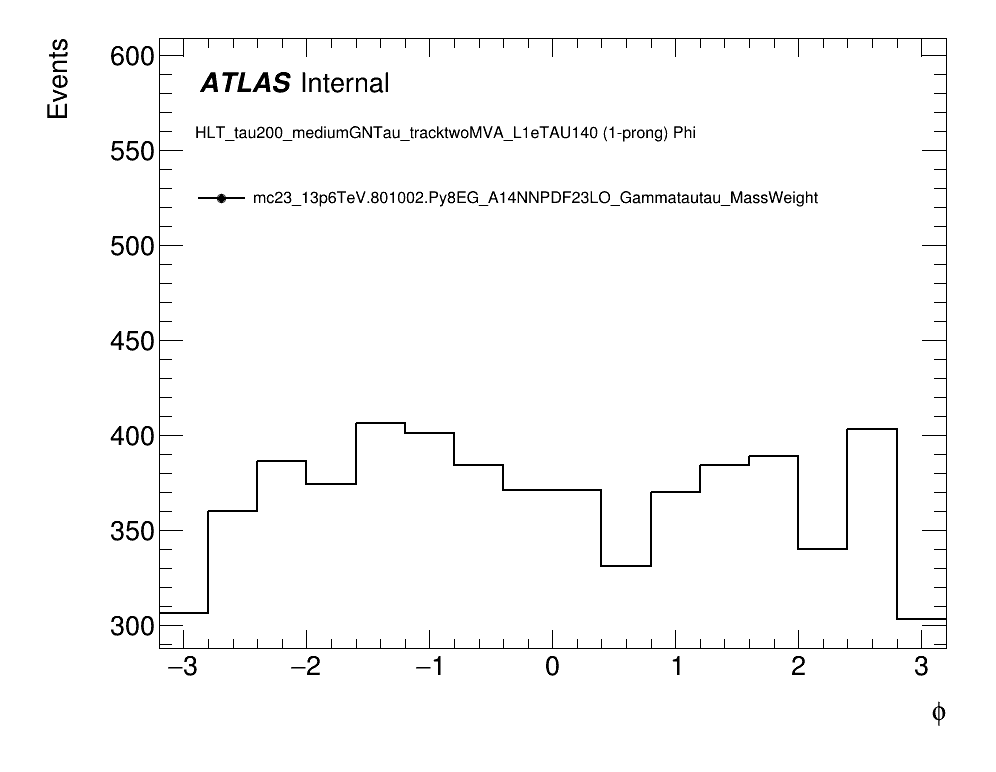 Events
600
ATLAS Internal
HLT_tau200_mediumGNTau_tracktwoMVA_L1eTAU140 (1-prong) Phi
550
mc23_13p6TeV.801002.Py8EG_A14NNPDF23LO_Gammatautau_MassWeight
500
450
400
350
300
−3 −2 −1 0 1 2 3
ϕ